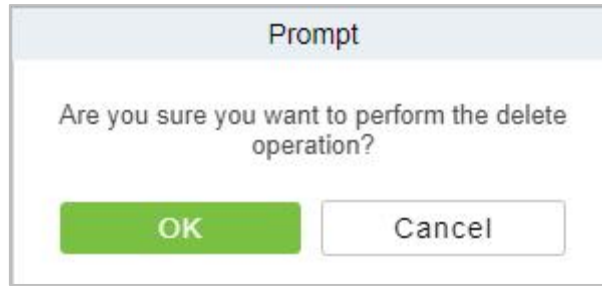 Prompt
Are you sure you want to perform the delete
operation?
OK
Cancel